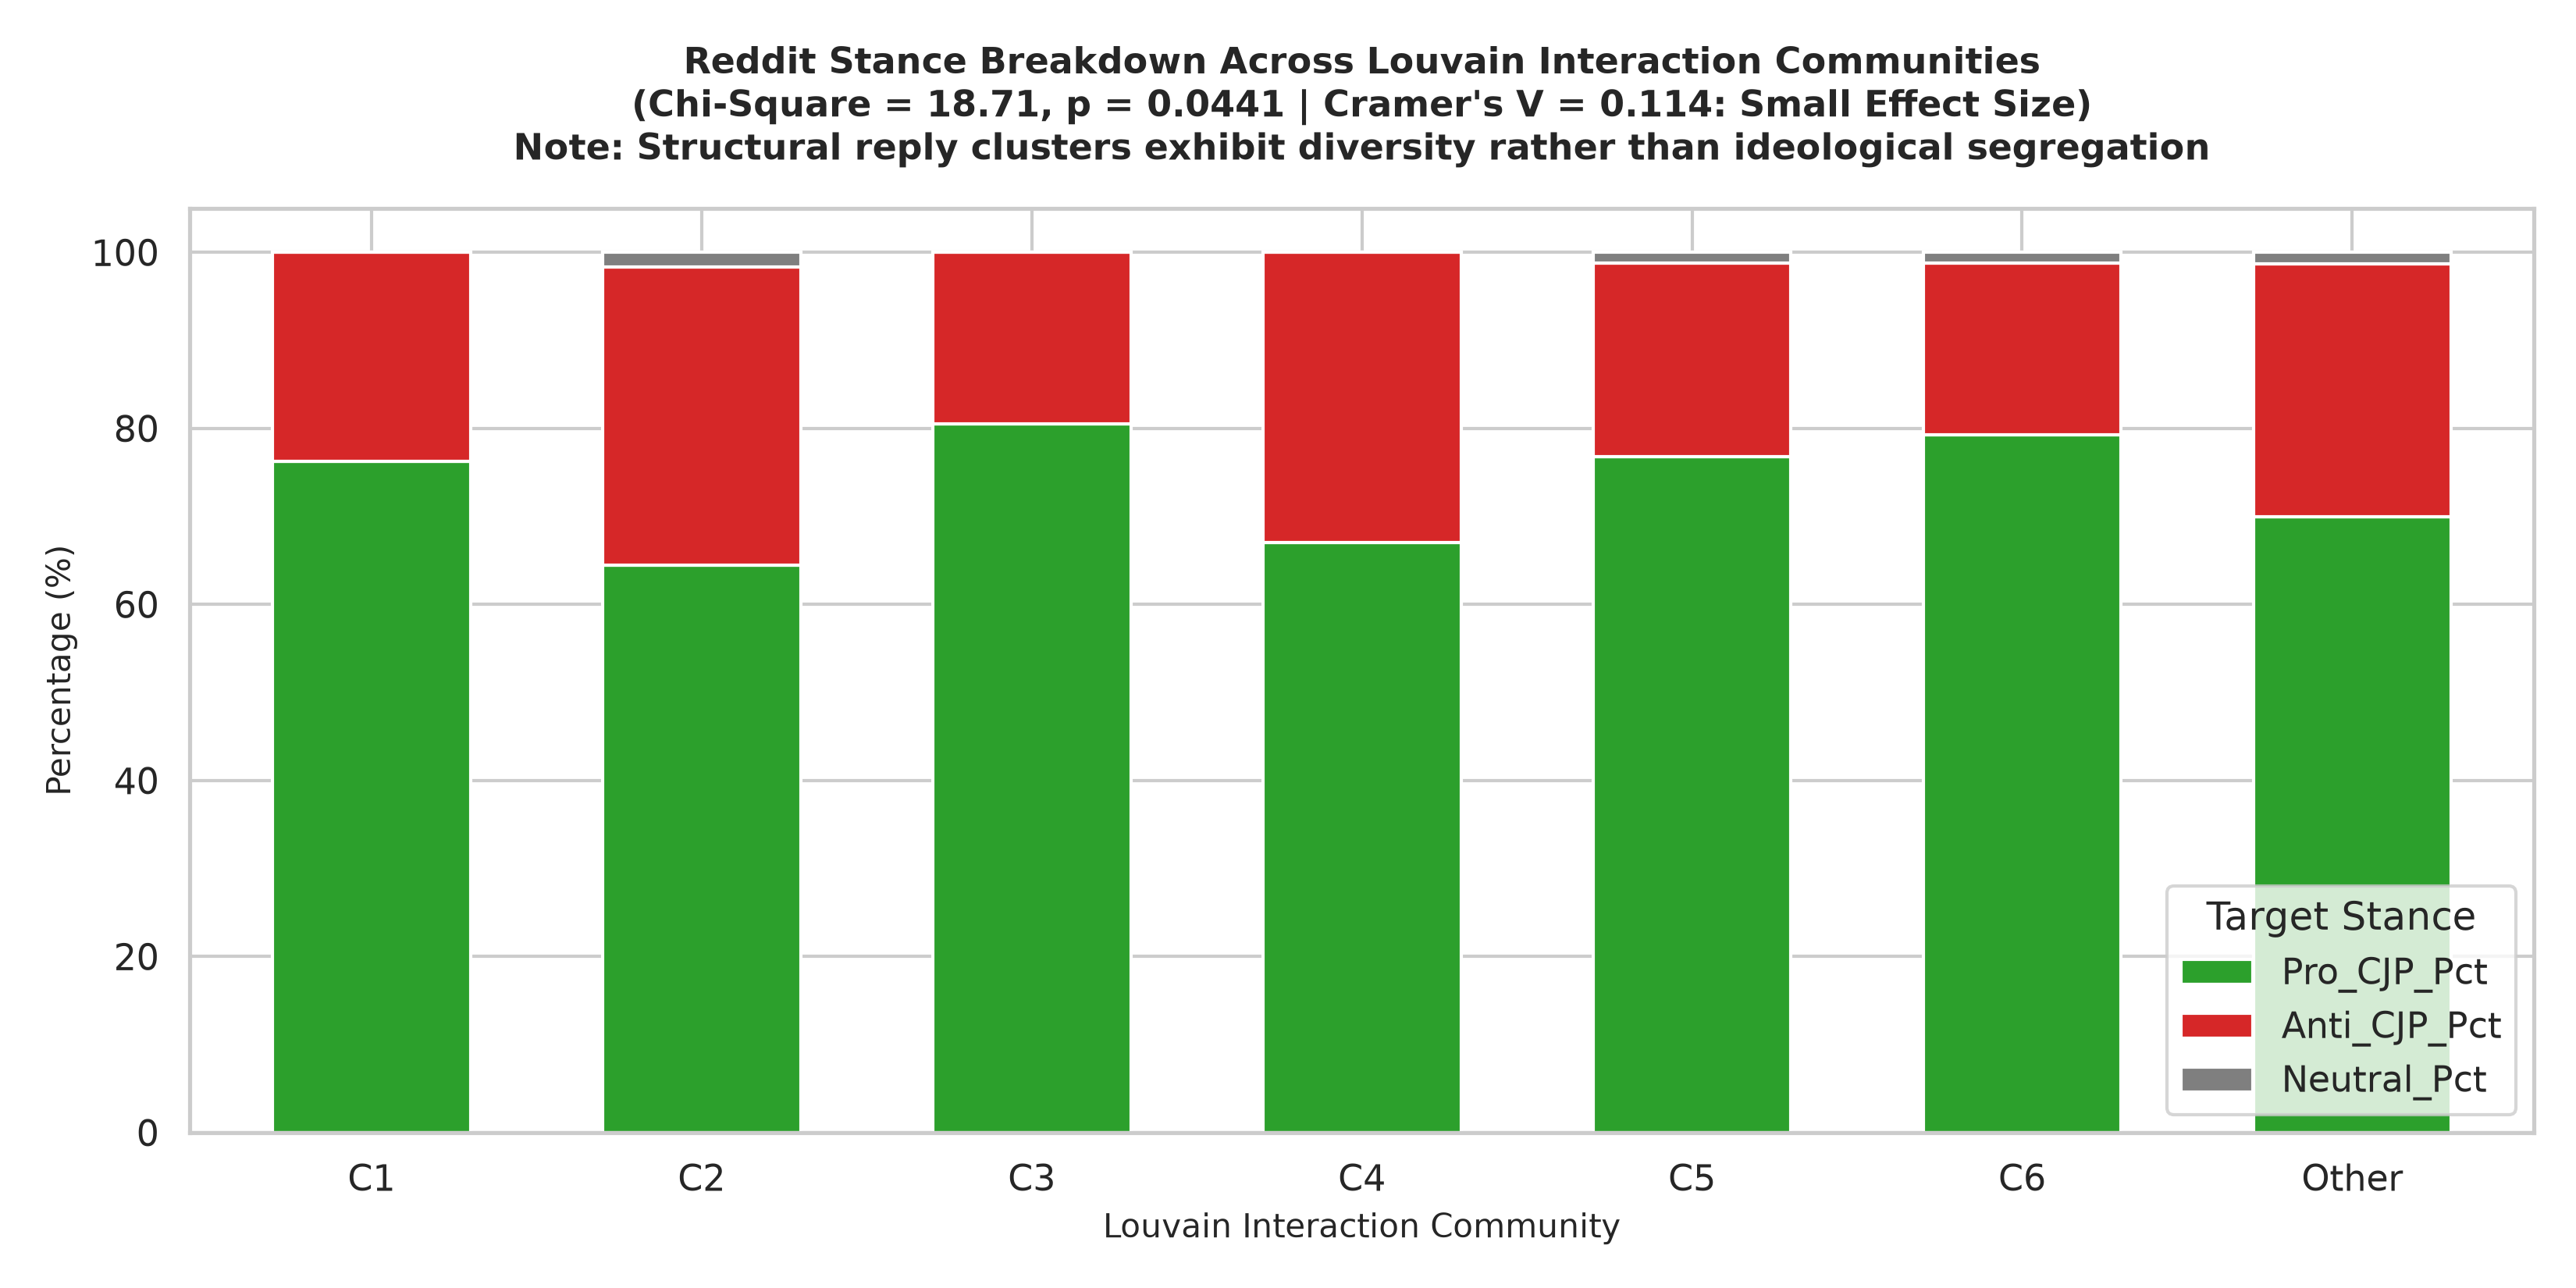 Reddit Stance Breakdown Across Louvain Interaction Communities
(Chi-Square = 18.71, p = 0.0441 | Cramer's V = 0.114: Small Effect Size)
Note: Structural reply clusters exhibit diversity rather than ideological segregation
Percentage (%)
100
80
60
40
20
0
Target Stance
Pro_CJP_Pct
Anti_CJP_Pct
Neutral_Pct
C1 C2 C3 C4 C5 C6 Other
Louvain Interaction Community